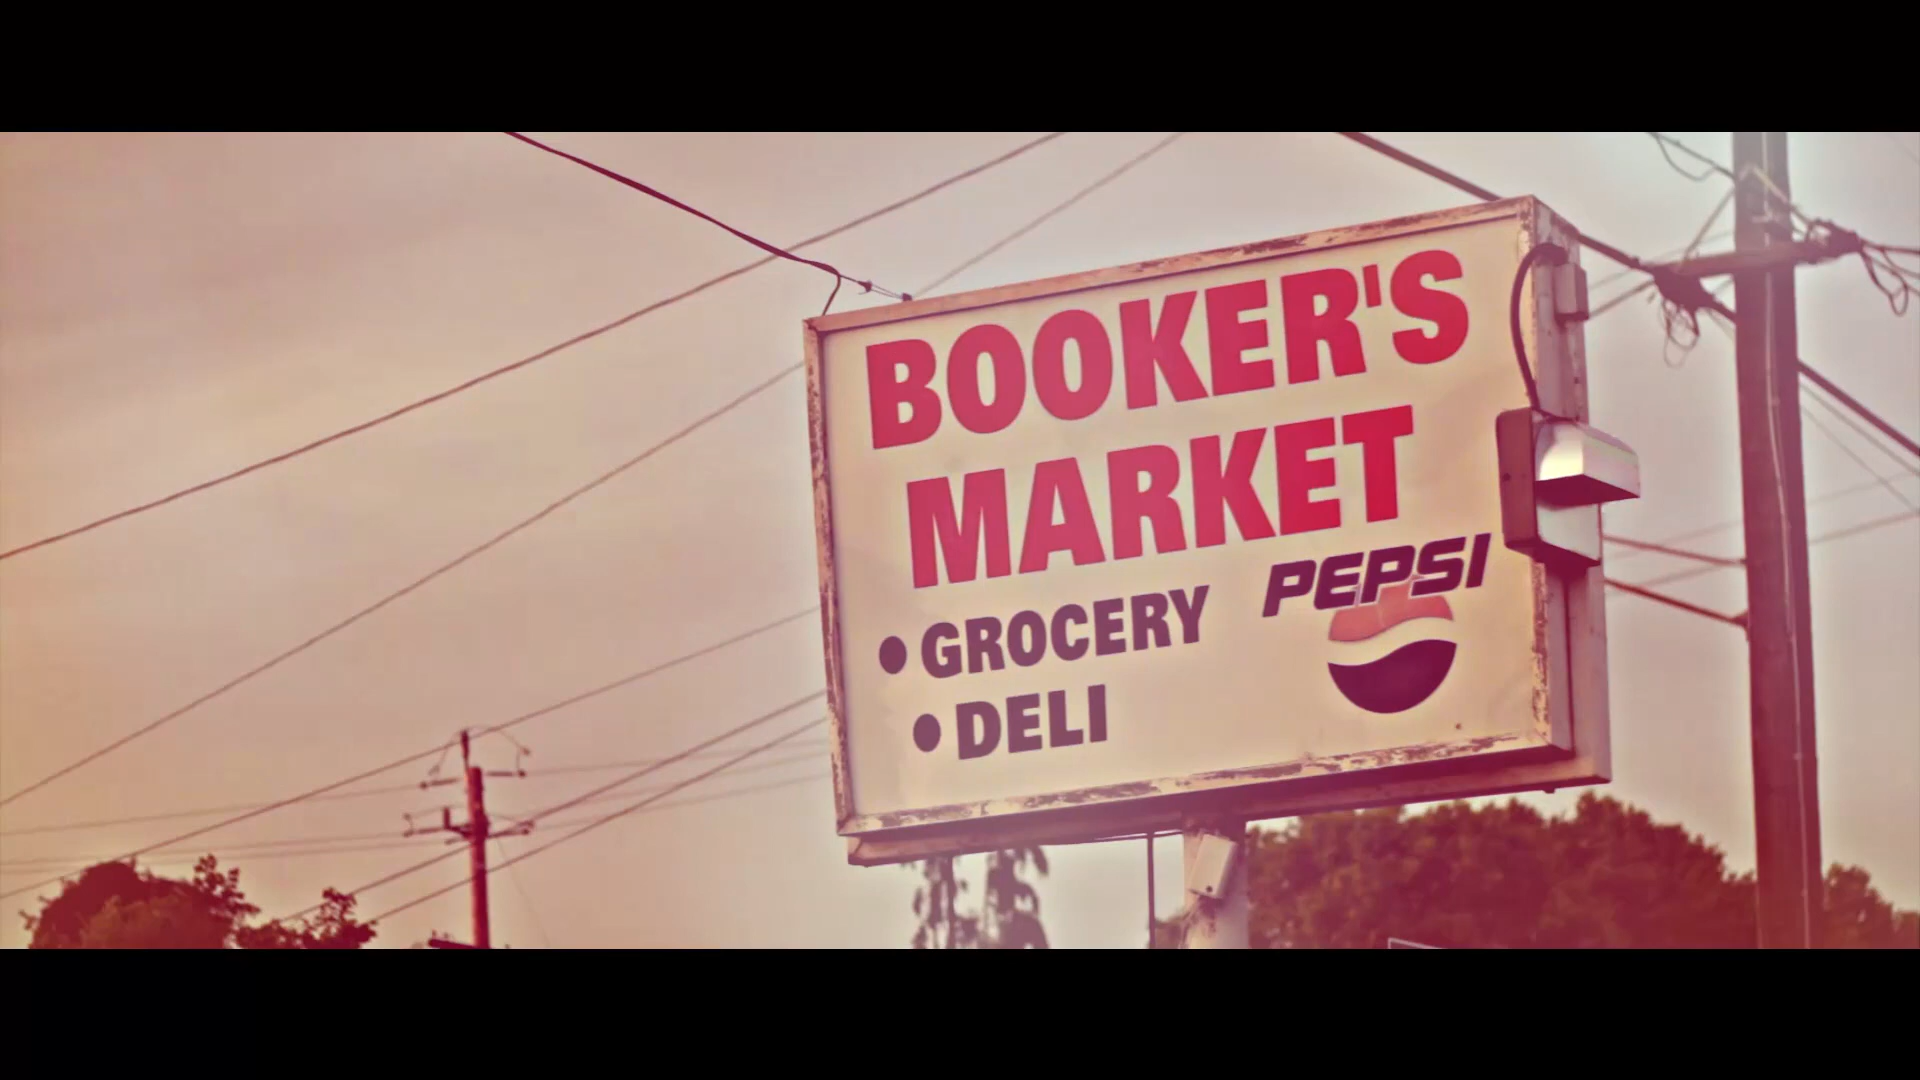 BOOKER'S
MARKET
• GROCERY
• DELI
PEPSI